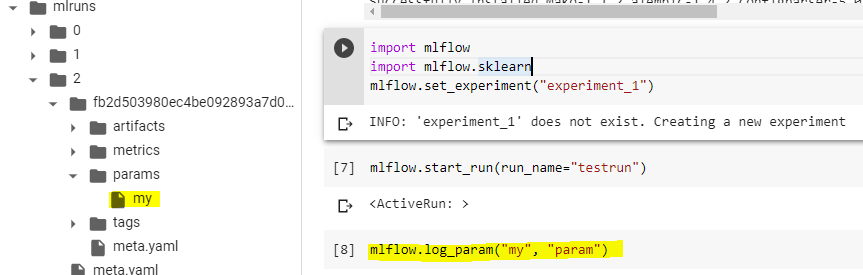 mlruns
0
1
2
fb2d503980ec4be092893a7d0...
artifacts
metrics
params
my
tags
meta.yaml
meta.yaml
import mlflow
import mlflow.sklearn
mlflow.set_experiment("experiment_1")
INFO: 'experiment_1' does not exist. Creating a new experiment
[7] mlflow.start_run(run_name="testrun")
<ActiveRun: >
[8] mlflow.log_param("my", "param")